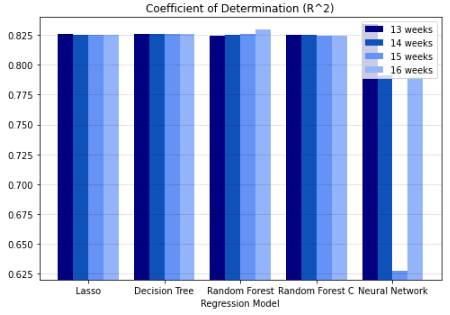 Coefficient of Determination (R^2)
13 weeks
14 weeks
15 weeks
16 weeks
0.825
0.800
0.775
0.750
0.725
0.700
0.675
0.650
0.625
Lasso
Decision Tree
Random Forest
Random Forest C
Neural Network
Regression Model